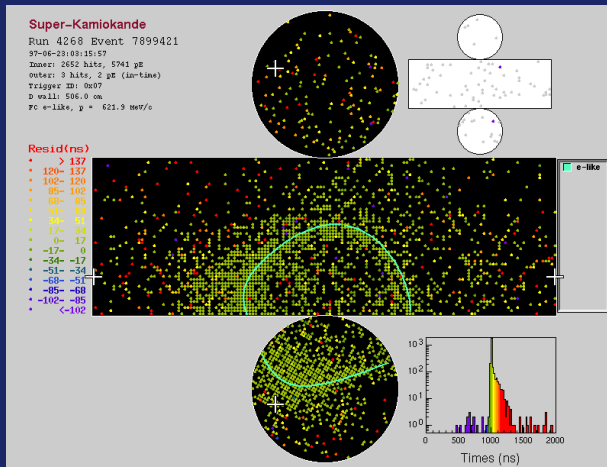 Super-Kamiokande
Run 4268 Event 7899421
97-06-23:03:15:57
Inner: 2652 hits, 5741 pE
Outer: 3 hits, 2 pE (in-time)
Trigger ID: 0x07
D wall: 506.0 cm
FC e-like, p = 621.9 MeV/c
Resid(ns)
> 137
120- 137
102- 120
85- 102
68- 85
51- 68
34- 51
17- 34
0- 17
-17- 0
-34- -17
-51- -34
-68- -51
-85- -68
-102- -85
<-102
e-like
10³
10²
10¹
10⁰
0 500 1000 1500 2000
Times (ns)